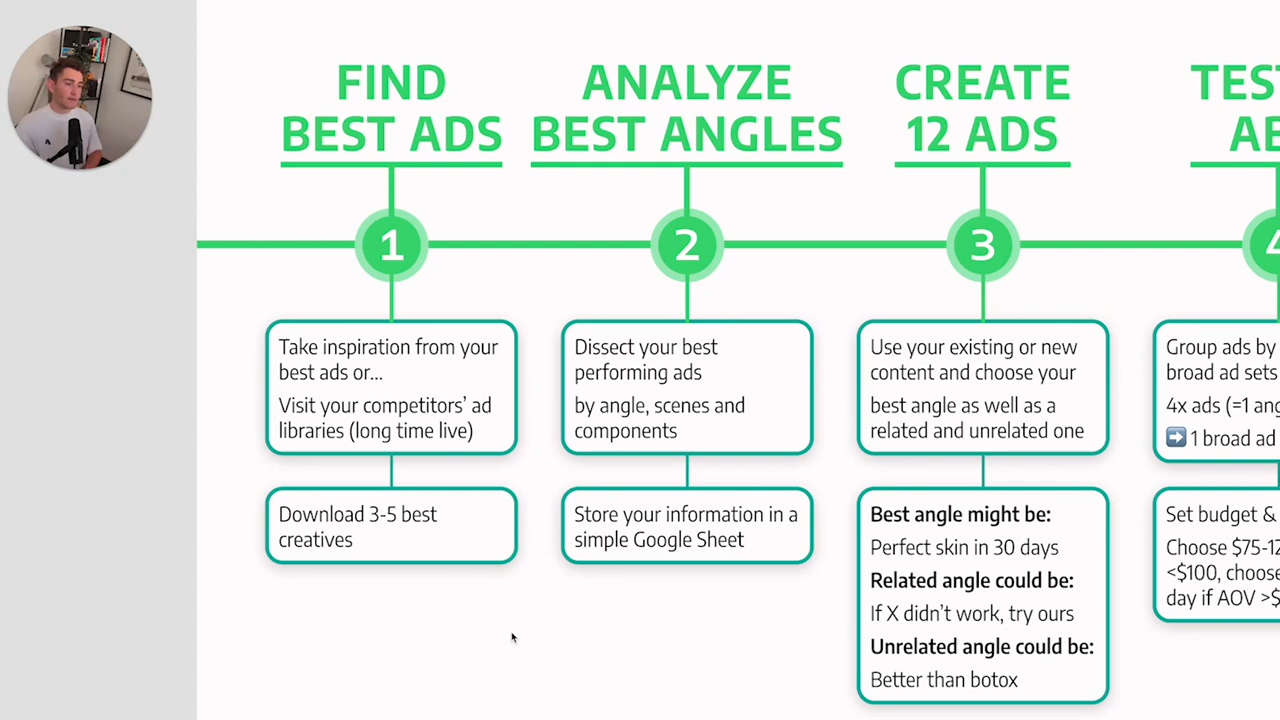 FIND
BEST ADS
ANALYZE
BEST ANGLES
CREATE
12 ADS
1
2
3
4
Take inspiration from your
best ads or...
Visit your competitors' ad
libraries (long time live)
Download 3-5 best
creatives
Dissect your best
performing ads
by angle, scenes and
components
Store your information in a
simple Google Sheet
Use your existing or new
content and choose your
best angle as well as a
related and unrelated one
Best angle might be:
Perfect skin in 30 days
Related angle could be:
If X didn't work, try ours
Unrelated angle could be:
Better than botox
Group ads by
broad ad sets
4x ads (=1 ang
➡ 1 broad ad
Set budget &
Choose $75-12
<$100, choose
day if AOV >$